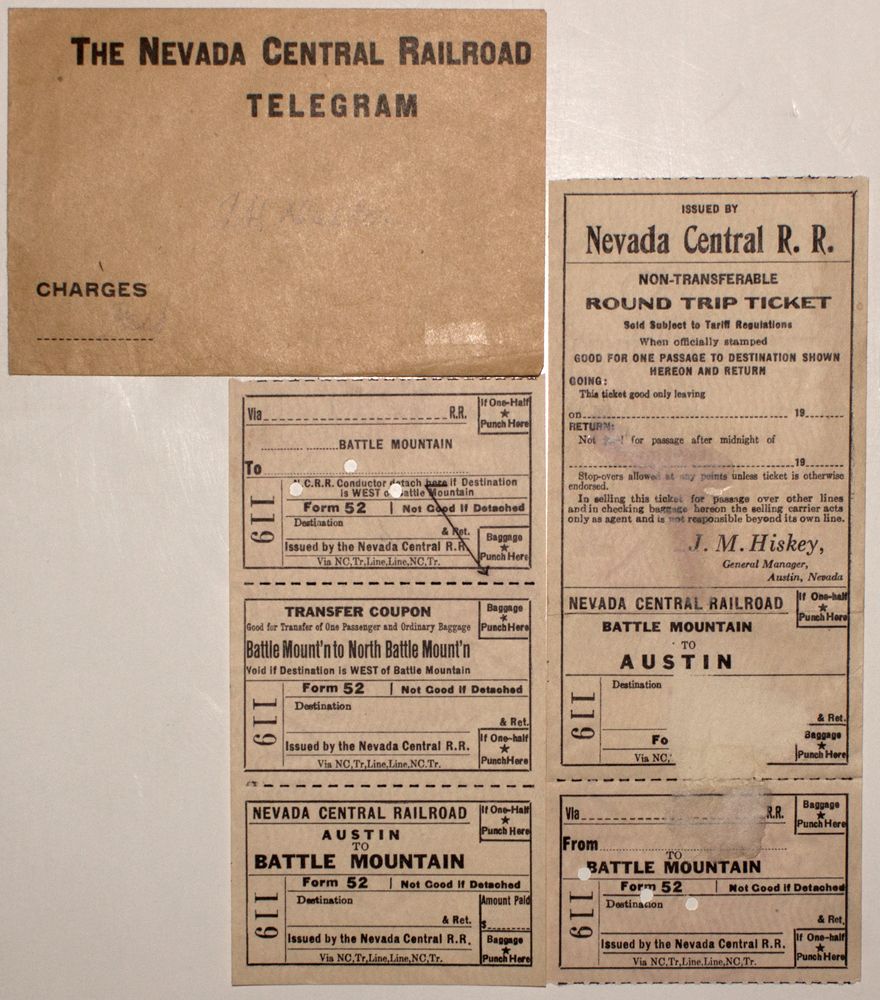 THE NEVADA CENTRAL RAILROAD
TELEGRAM
CHARGES
Via R.R.
If One-Half
★
Punch Here
BATTLE MOUNTAIN
To
N.C.R.R. Conductor detach here if Destination
is WEST of Battle Mountain
119
Form 52 | Not Good If Detached
Destination
& Ret.
Issued by the Nevada Central R.R.
Via NC,Tr,Line,Line,NC,Tr.
Baggage
★
Punch Here
TRANSFER COUPON
Good for Transfer of One Passenger and Ordinary Baggage
Baggage
★
Punch Here
Battle Mount'n to North Battle Mount'n
Void if Destination is WEST of Battle Mountain
119
Form 52 | Not Good If Detached
Destination
& Ret.
Issued by the Nevada Central R.R.
Via NC,Tr,Line,Line,NC.Tr.
If One-half
★
PunchHere
NEVADA CENTRAL RAILROAD
If One-Half
★
Punch Here
AUSTIN
TO
BATTLE MOUNTAIN
119
Form 52 | Not Good If Detached
Destination
Amount Paid
$
& Ret.
Issued by the Nevada Central R.R.
Via NC,Tr,Line,Line,NC,Tr.
Baggage
★
Punch Here
ISSUED BY
Nevada Central R. R.
NON-TRANSFERABLE
ROUND TRIP TICKET
Sold Subject to Tariff Regulations
When officially stamped
GOOD FOR ONE PASSAGE TO DESTINATION SHOWN
HEREON AND RETURN
GOING:
This ticket good only leaving
on 19
RETURN:
Not for passage after midnight of
19
Stop-overs allowed at any points unless ticket is otherwise
endorsed.
In selling this ticket for passage over other lines
and in checking baggage hereon the selling carrier acts
only as agent and is not responsible beyond its own line.
J. M. Hiskey,
General Manager,
Austin, Nevada
NEVADA CENTRAL RAILROAD
If One-half
★
Punch Here
BATTLE MOUNTAIN
TO
AUSTIN
119
Destination
& Ret.
Fo
Via NC,
Baggage
★
Punch Here
Via R.R.
Baggage
★
Punch Here
From
TO
BATTLE MOUNTAIN
119
Form 52 | Not Good If Detached
Destination
& Ret.
Issued by the Nevada Central R.R.
Via NC,Tr,Line,Line,NC,Tr.
If One-half
★
Punch Here